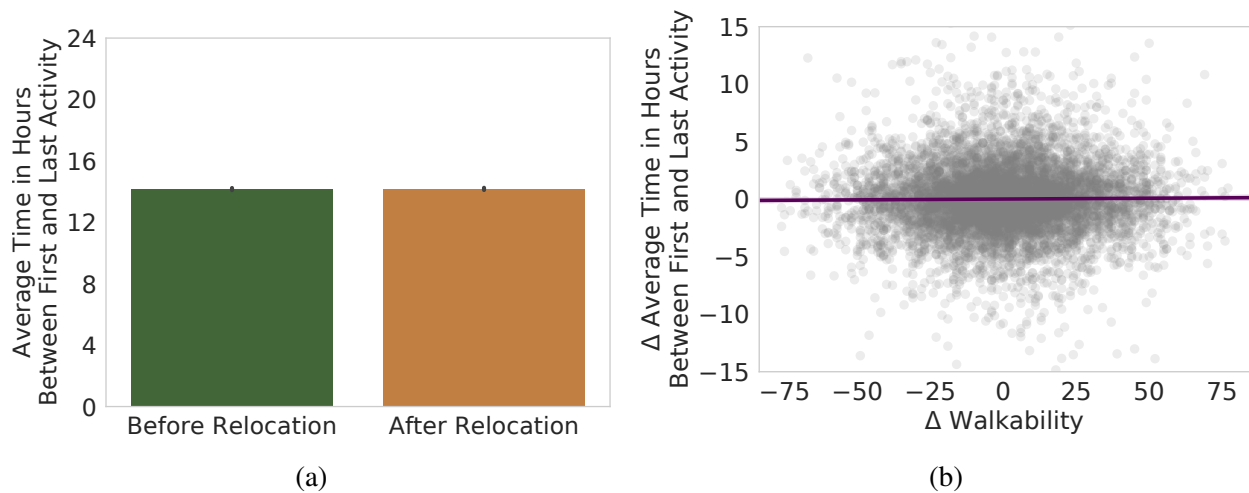 Average Time in Hours
Between First and Last Activity
24
20
16
12
8
4
0
Before Relocation
After Relocation
(a)
Δ Average Time in Hours
Between First and Last Activity
15
10
5
0
−5
−10
−15
−75 −50 −25 0 25 50 75
Δ Walkability
(b)